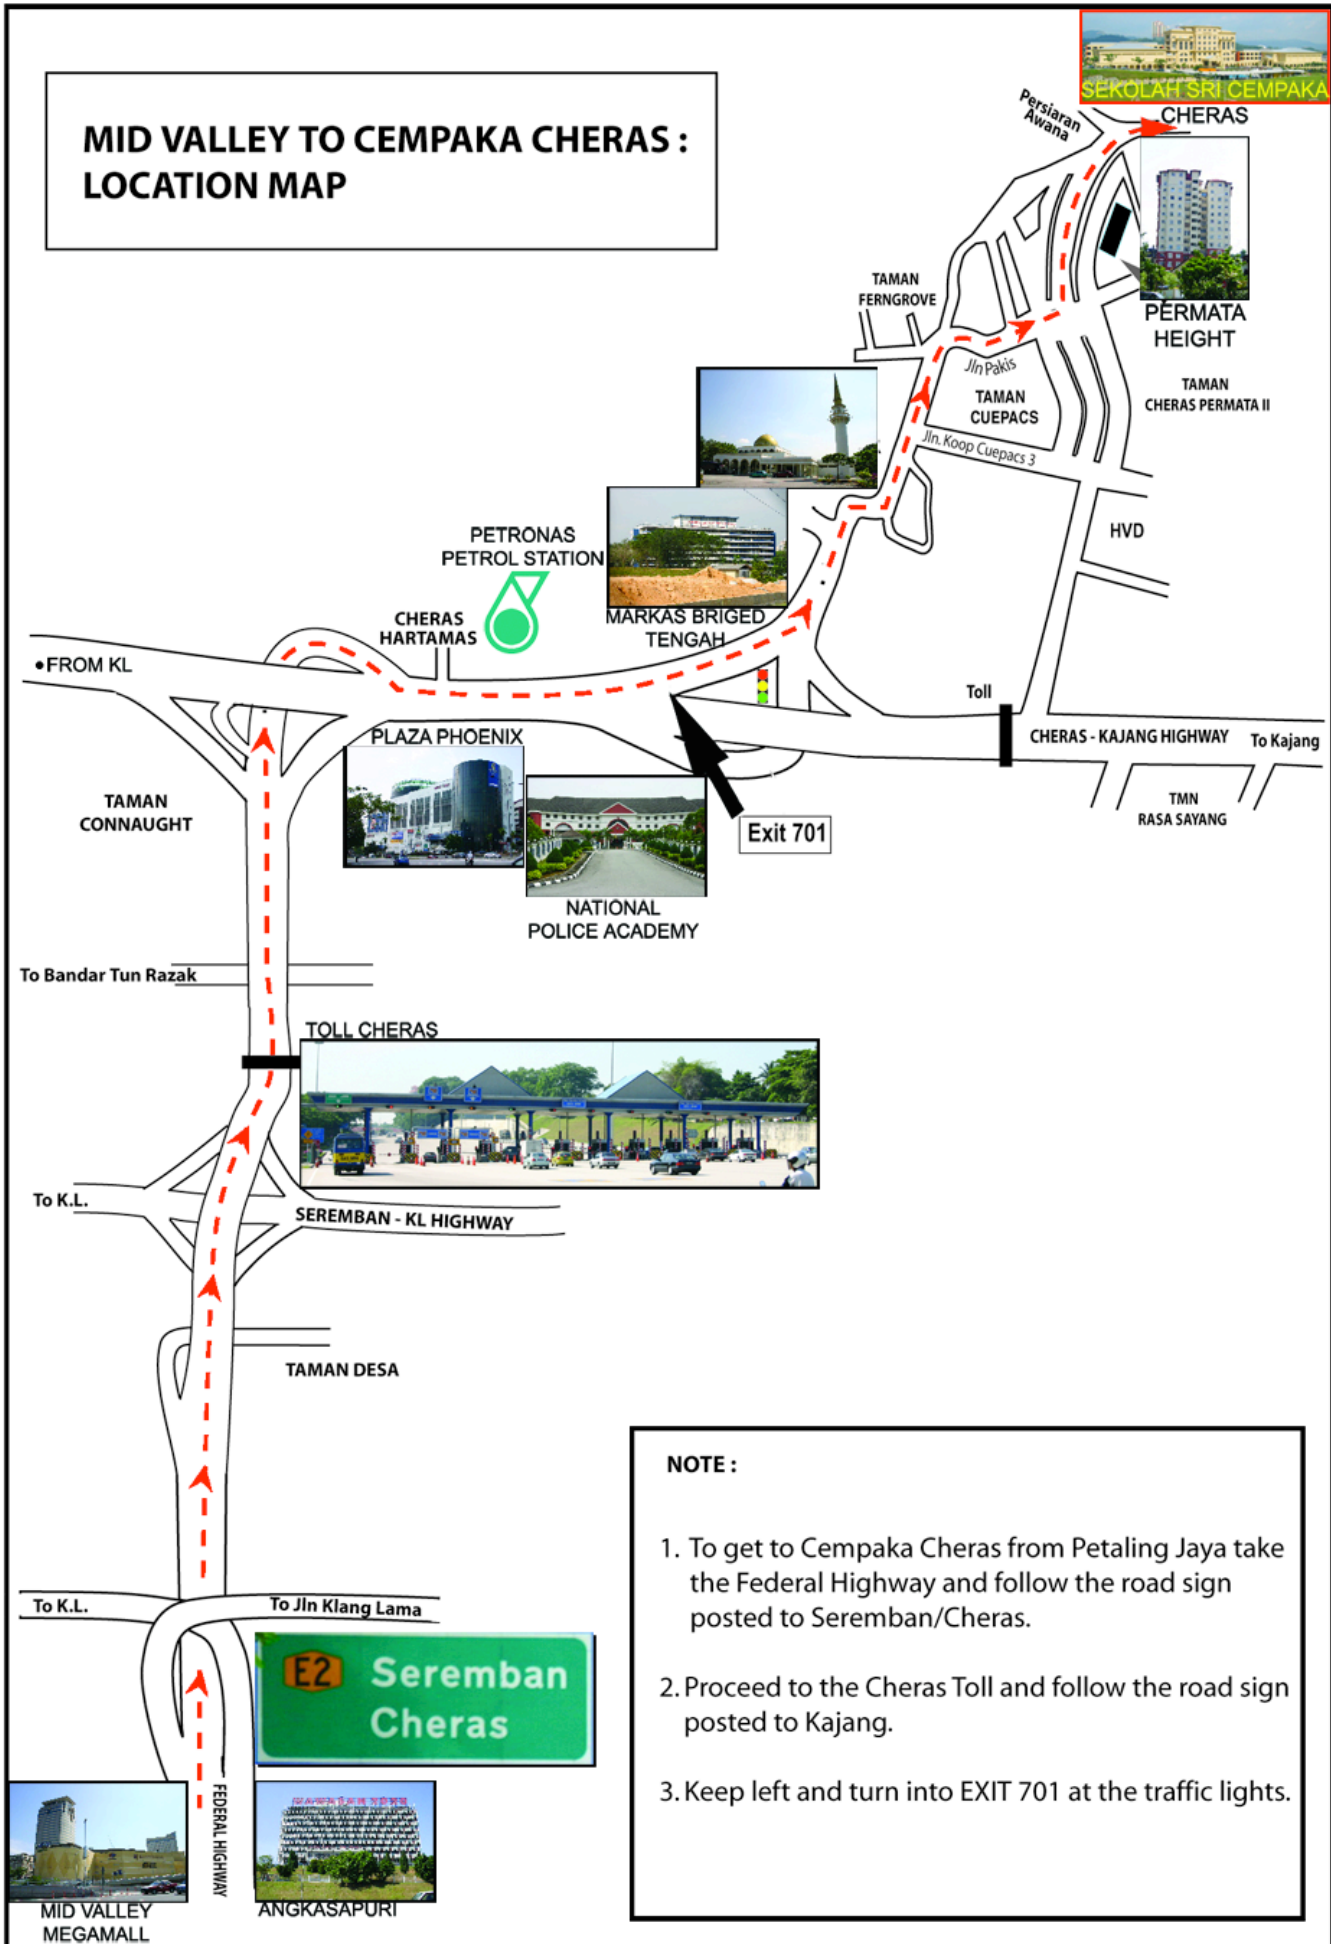 SEKOLAH SRI CEMPAKA
CHERAS
Persiaran
Awana
MID VALLEY TO CEMPAKA CHERAS :
LOCATION MAP
TAMAN
FERNGROVE
PERMATA
HEIGHT
Jln Pakis
TAMAN
CUEPACS
TAMAN
CHERAS PERMATA II
Jln. Koop Cuepacs 3
HVD
PETRONAS
PETROL STATION
MARKAS BRIGED
TENGAH
CHERAS
HARTAMAS
•FROM KL
Toll
CHERAS - KAJANG HIGHWAY
To Kajang
PLAZA PHOENIX
TMN
RASA SAYANG
TAMAN
CONNAUGHT
Exit 701
NATIONAL
POLICE ACADEMY
To Bandar Tun Razak
TOLL CHERAS
To K.L.
SEREMBAN - KL HIGHWAY
TAMAN DESA
To K.L.
To Jln Klang Lama
E2 Seremban
Cheras
FEDERAL HIGHWAY
MID VALLEY
MEGAMALL
ANGKASAPURI
NOTE :
1. To get to Cempaka Cheras from Petaling Jaya take
the Federal Highway and follow the road sign
posted to Seremban/Cheras.
2. Proceed to the Cheras Toll and follow the road sign
posted to Kajang.
3. Keep left and turn into EXIT 701 at the traffic lights.